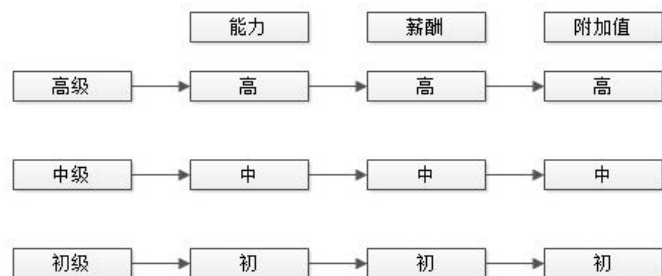 能力 薪酬 附加值
高级 高 高 高
中级 中 中 中
初级 初 初 初